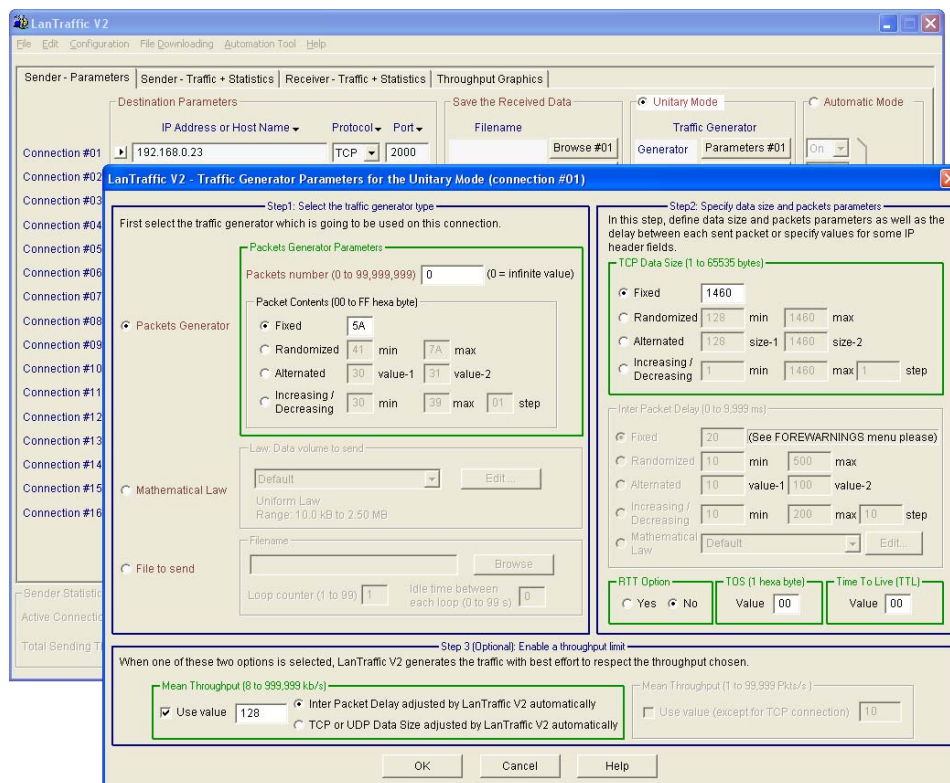 LanTraffic V2
File Edit Configuration File Downloading Automation Tool Help
Sender - Parameters Sender - Traffic + Statistics Receiver - Traffic + Statistics Throughput Graphics
Destination Parameters Save the Received Data Unitary Mode Automatic Mode
IP Address or Host Name Protocol Port Filename Traffic Generator
Connection #01 192.168.0.23 TCP 2000 Browse #01 Generator Parameters #01 On
Connection #02
Connection #03
Connection #04
Connection #05
Connection #06
Connection #07
Connection #08
Connection #09
Connection #10
Connection #11
Connection #12
Connection #13
Connection #14
Connection #15
Connection #16
Sender Statistic
Active Connectio
Total Sending T
LanTraffic V2 - Traffic Generator Parameters for the Unitary Mode (connection #01)
Step1: Select the traffic generator type
First select the traffic generator which is going to be used on this connection.
Packets Generator
Packets Generator Parameters
Packets number (0 to 99,999,999) 0 (0 = infinite value)
Packet Contents (00 to FF hexa byte)
Fixed 5A
Randomized 41 min 7A max
Alternated 30 value-1 31 value-2
Increasing /
Decreasing 30 min 39 max 01 step
Mathematical Law
Law: Data volume to send
Default Edit...
Uniform Law
Range: 10.0 kB to 2.50 MB
File to send
Filename
Browse
Loop counter (1 to 99) 1 Idle time between
each loop (0 to 99 s) 0
Step2: Specify data size and packets parameters
In this step, define data size and packets parameters as well as the
delay between each sent packet or specify values for some IP
header fields.
TCP Data Size (1 to 65535 bytes)
Fixed 1460
Randomized 128 min 1460 max
Alternated 128 size-1 1460 size-2
Increasing /
Decreasing 1 min 1460 max 1 step
Inter Packet Delay (0 to 9,999 ms)
Fixed 20 (See FOREWARNINGS menu please)
Randomized 10 min 500 max
Alternated 10 value-1 100 value-2
Increasing /
Decreasing 10 min 200 max 10 step
Mathematical
Law Default Edit...
RTT Option TOS (1 hexa byte) Time To Live (TTL)
Yes No Value 00 Value 00
Step 3 (Optional): Enable a throughput limit
When one of these two options is selected, LanTraffic V2 generates the traffic with best effort to respect the throughput chosen.
Mean Throughput (8 to 999,999 kb/s)
Use value 128 Inter Packet Delay adjusted by LanTraffic V2 automatically
TCP or UDP Data Size adjusted by LanTraffic V2 automatically
Mean Throughput (1 to 99,999 Pkts/s )
Use value (except for TCP connection) 10
OK Cancel Help